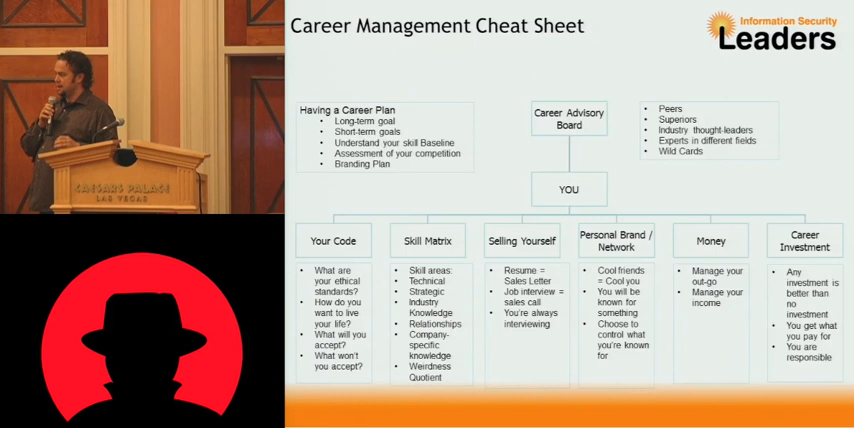 Career Management Cheat Sheet
Information Security
Leaders
Having a Career Plan
• Long-term goal
• Short-term goals
• Understand your skill Baseline
• Assessment of your competition
• Branding Plan
Career Advisory
Board
• Peers
• Superiors
• Industry thought-leaders
• Experts in different fields
• Wild Cards
YOU
CAESARS PALACE
LAS VEGAS
Your Code
• What are
your ethical
standards?
• How do you
want to live
your life?
• What will you
accept?
• What won't
you accept?
Skill Matrix
• Skill areas:
• Technical
• Strategic
• Industry
Knowledge
• Relationships
• Company-
specific
knowledge
• Weirdness
Quotient
Selling Yourself
• Resume =
Sales Letter
• Job interview =
sales call
• You're always
interviewing
Personal Brand /
Network
• Cool friends
= Cool you
• You will be
known for
something
• Choose to
control what
you're known
for
Money
• Manage your
out-go
• Manage your
income
Career
Investment
• Any
investment is
better than
no
investment
• You get what
you pay for
• You are
responsible